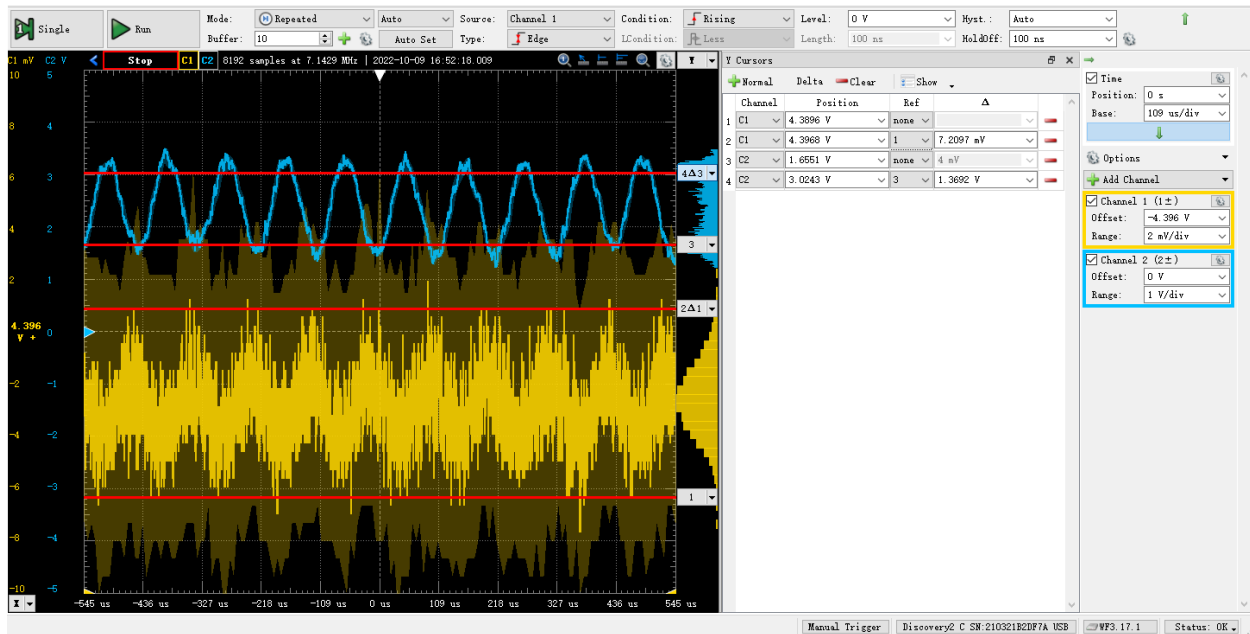 Single
Run
Mode: Repeated Auto Source: Channel 1 Condition: Rising Level: 0 V Hyst.: Auto
Buffer: 10 Auto Set Type: Edge LCondition: Less Length: 100 ns HoldOff: 100 ns
C1 mV C2 V Stop C1 C2 8192 samples at 7.1429 MHz | 2022-10-09 16:52:18.009 Y
10 5
8 4
6 3
4 2
2 1
4.396 V + 0
-2 -1
-4 -2
-6 -3
-8 -4
-10 -5
4Δ3
3
2Δ1
1
X -545 us -436 us -327 us -218 us -109 us 0 us 109 us 218 us 327 us 436 us 545 us
Y Cursors
Normal Delta Clear Show
Channel Position Ref Δ
1 C1 4.3896 V none
2 C1 4.3968 V 1 7.2097 mV
3 C2 1.6551 V none 4 mV
4 C2 3.0243 V 3 1.3692 V
Time
Position: 0 s
Base: 109 us/div
Options
Add Channel
Channel 1 (1±)
Offset: -4.396 V
Range: 2 mV/div
Channel 2 (2±)
Offset: 0 V
Range: 1 V/div
Manual Trigger Discovery2 C SN:210321B2DF7A USB WF3.17.1 Status: OK